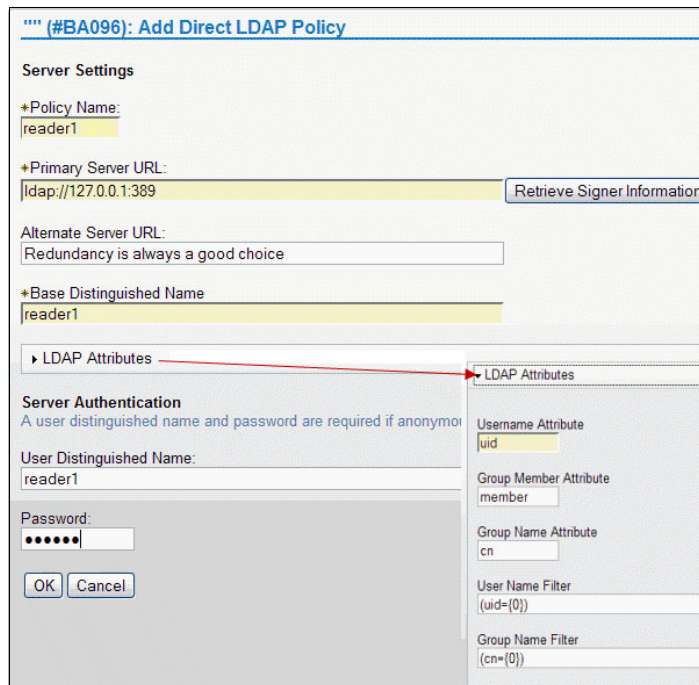 "" (#BA096): Add Direct LDAP Policy
Server Settings
*Policy Name:
reader1
*Primary Server URL:
ldap://127.0.0.1:389
Retrieve Signer Information
Alternate Server URL:
Redundancy is always a good choice
*Base Distinguished Name
reader1
LDAP Attributes
Server Authentication
A user distinguished name and password are required if anonymou
User Distinguished Name:
reader1
Password:
●●●●●●
OK Cancel
LDAP Attributes
Username Attribute
uid
Group Member Attribute
member
Group Name Attribute
cn
User Name Filter
(uid={0})
Group Name Filter
(cn={0})